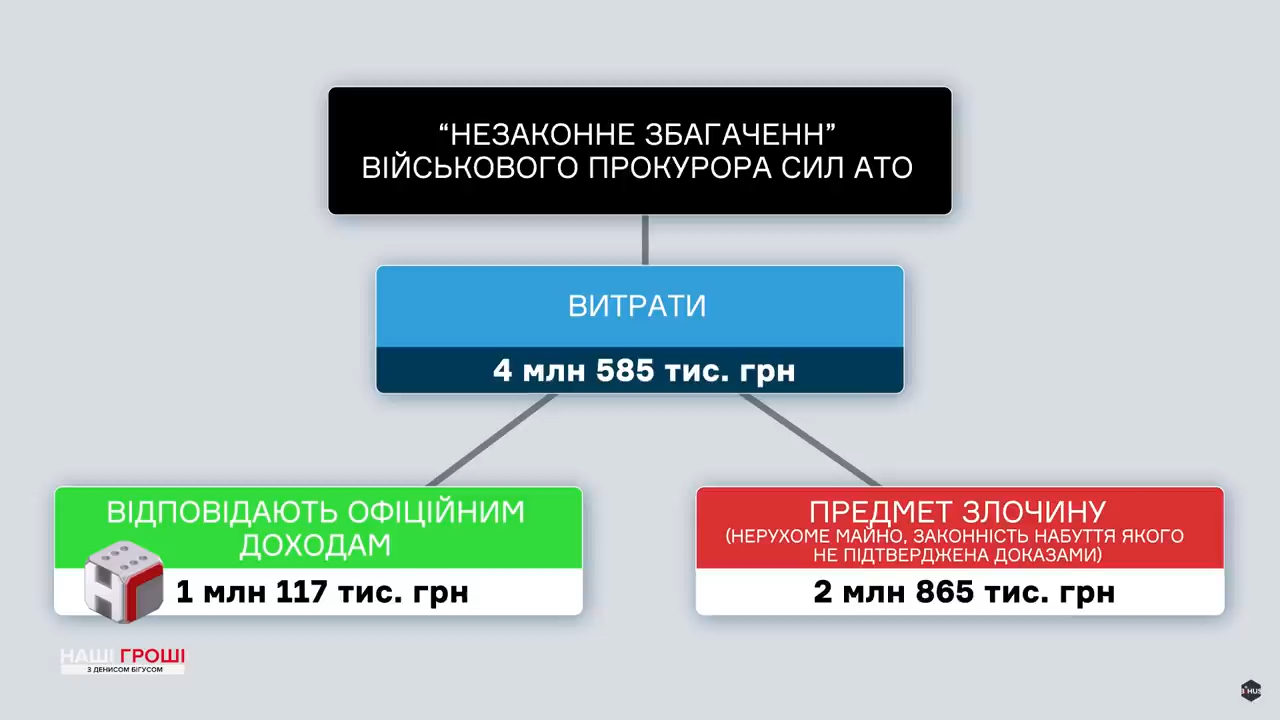 “НЕЗАКОННЕ ЗБАГАЧЕНН”
ВІЙСЬКОВОГО ПРОКУРОРА СИЛ АТО
ВИТРАТИ
4 млн 585 тис. грн
ВІДПОВІДАЮТЬ ОФІЦІЙНИМ
ДОХОДАМ
1 млн 117 тис. грн
ПРЕДМЕТ ЗЛОЧИНУ
(НЕРУХОМЕ МАЙНО, ЗАКОННІСТЬ НАБУТТЯ ЯКОГО
НЕ ПІДТВЕРДЖЕНА ДОКАЗАМИ)
2 млн 865 тис. грн
НАШІ ГРОШІ
З ДЕНИСОМ БІГУСОМ
BIHUS